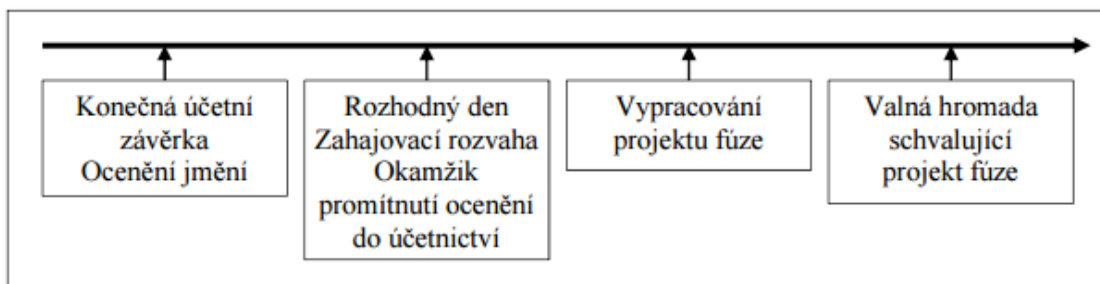 Konečná účetní
závěrka
Ocenění jmění
Rozhodný den
Zahajovací rozvaha
Okamžik
promítnutí ocenění
do účetnictví
Vypracování
projektu fúze
Valná hromada
schvalující
projekt fúze